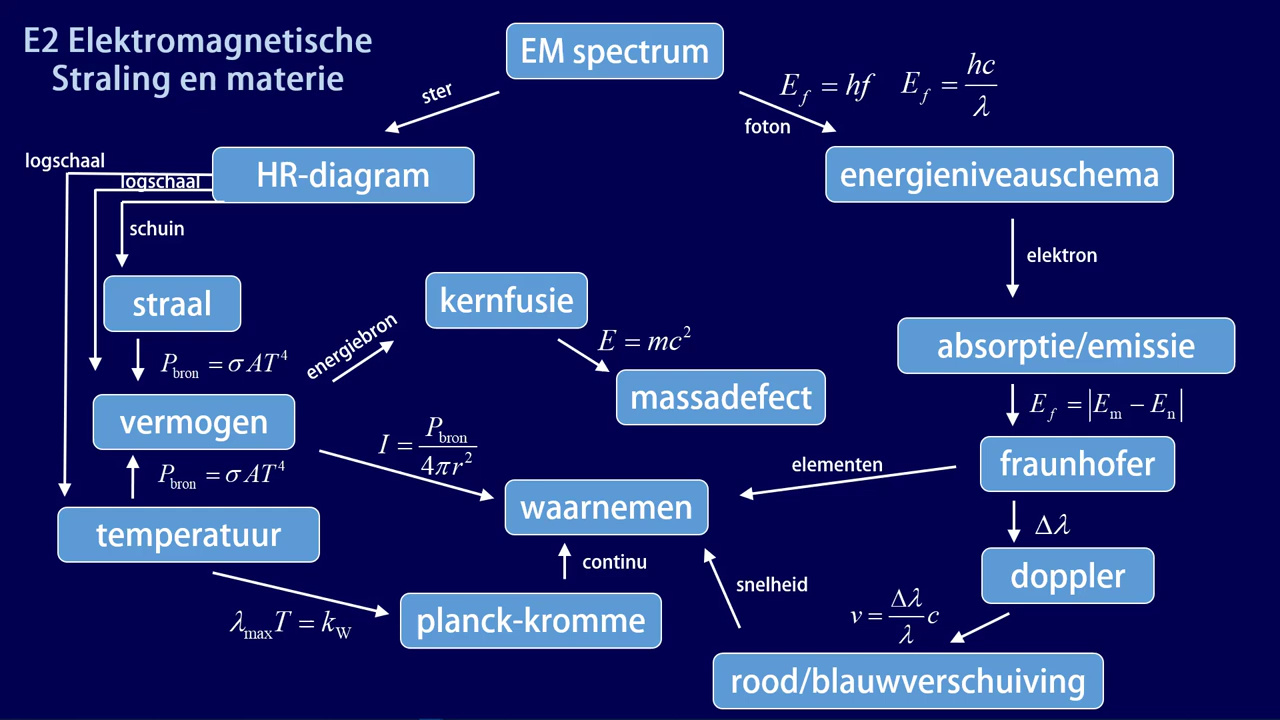 E2 Elektromagnetische
Straling en materie
EM spectrum
ster
E_f = hf
E_f = hc/λ
foton
logschaal
logschaal
HR-diagram
energieniveauschema
schuin
elektron
straal
kernfusie
energiebron
E = mc²
P_bron = σAT⁴
absorptie/emissie
massadefect
vermogen
E_f = |E_m − E_n|
I = P_bron/4πr²
P_bron = σAT⁴
elementen
fraunhofer
waarnemen
temperatuur
Δλ
continu
doppler
snelheid
λ_max T = k_W
planck-kromme
v = Δλ/λ c
rood/blauwverschuiving